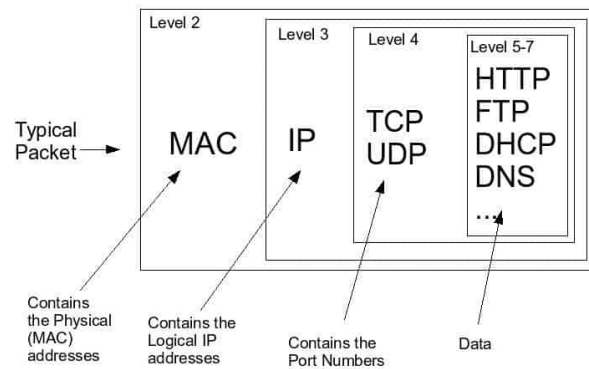 Level 2
Level 3
Level 4
Level 5-7
Typical
Packet
MAC
IP
TCP
UDP
HTTP
FTP
DHCP
DNS
...
Contains
the Physical
(MAC)
addresses
Contains the
Logical IP
addresses
Contains the
Port Numbers
Data